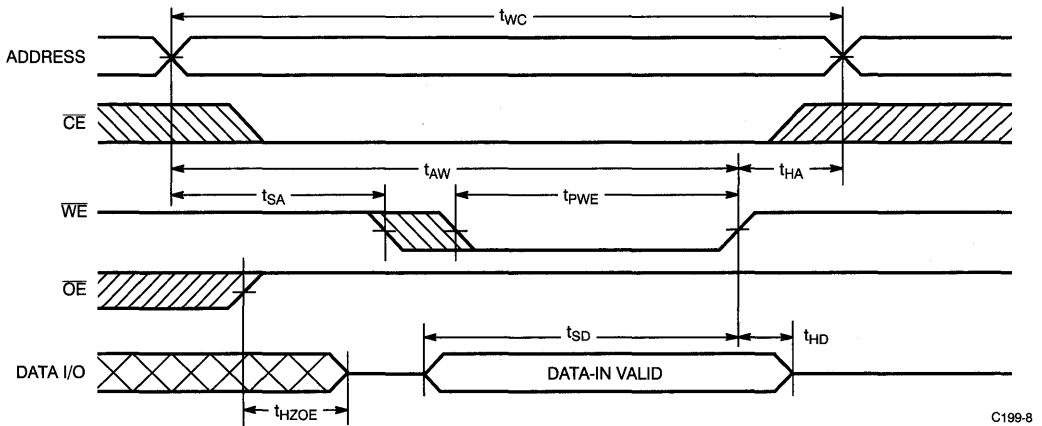 tWC
ADDRESS
CE
tAW
tHA
tSA
tPWE
WE
OE
tSD
tHD
DATA I/O
DATA-IN VALID
tHZOE
C199-8